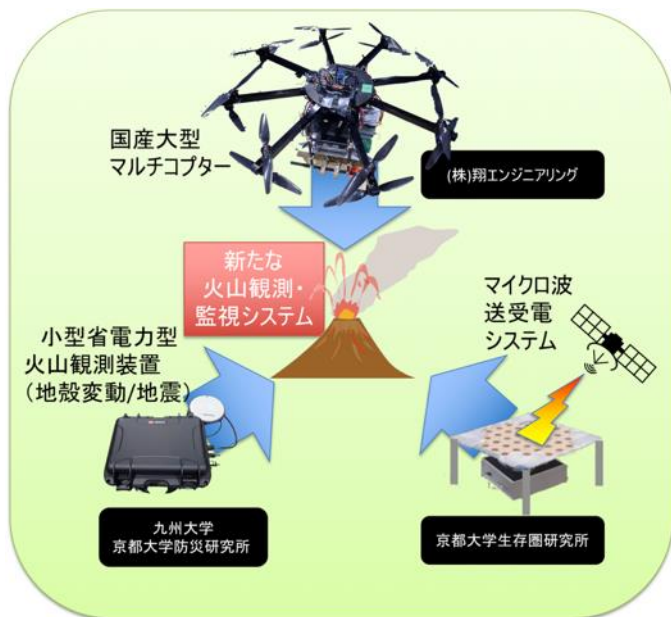 国産大型
マルチコプター
(株)翔エンジニアリング
新たな
火山観測・
監視システム
マイクロ波
送受電
システム
小型省電力型
火山観測装置
(地殻変動/地震)
九州大学
京都大学防災研究所
京都大学生存圏研究所